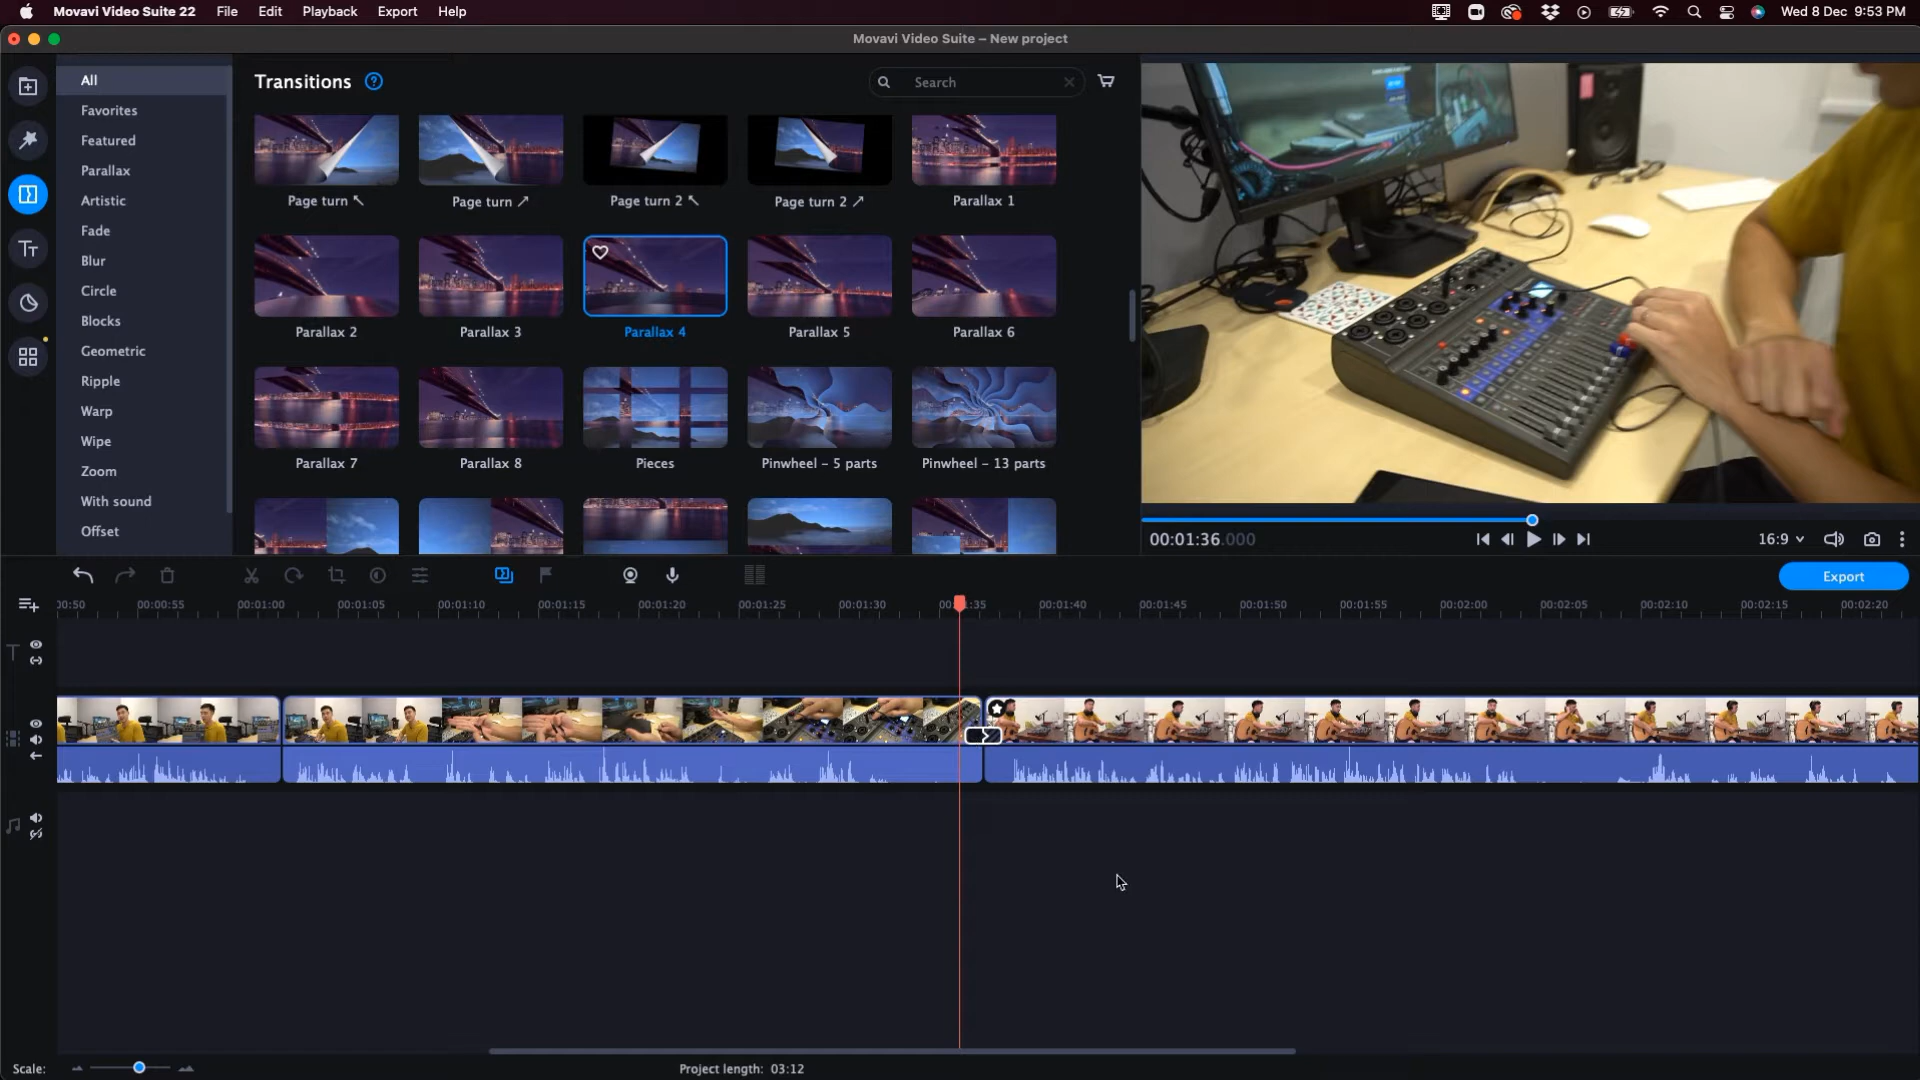 Movavi Video Suite 22 File Edit Playback Export Help Wed 8 Dec 9:53 PM
Movavi Video Suite – New project
All
Favorites
Featured
Parallax
Artistic
Fade
Blur
Circle
Blocks
Geometric
Ripple
Warp
Wipe
Zoom
With sound
Offset
Transitions ?
Search
Page turn ↖ Page turn ↗ Page turn 2 ↖ Page turn 2 ↗ Parallax 1
Parallax 2 Parallax 3 Parallax 4 Parallax 5 Parallax 6
Parallax 7 Parallax 8 Pieces Pinwheel – 5 parts Pinwheel – 13 parts
00:01:36.000 16:9
Export
00:00:55 00:01:00 00:01:05 00:01:10 00:01:15 00:01:20 00:01:25 00:01:30 00:01:40 00:01:45 00:01:50 00:01:55 00:02:00 00:02:05 00:02:10 00:02:15 00:02:20
Scale: Project length: 03:12